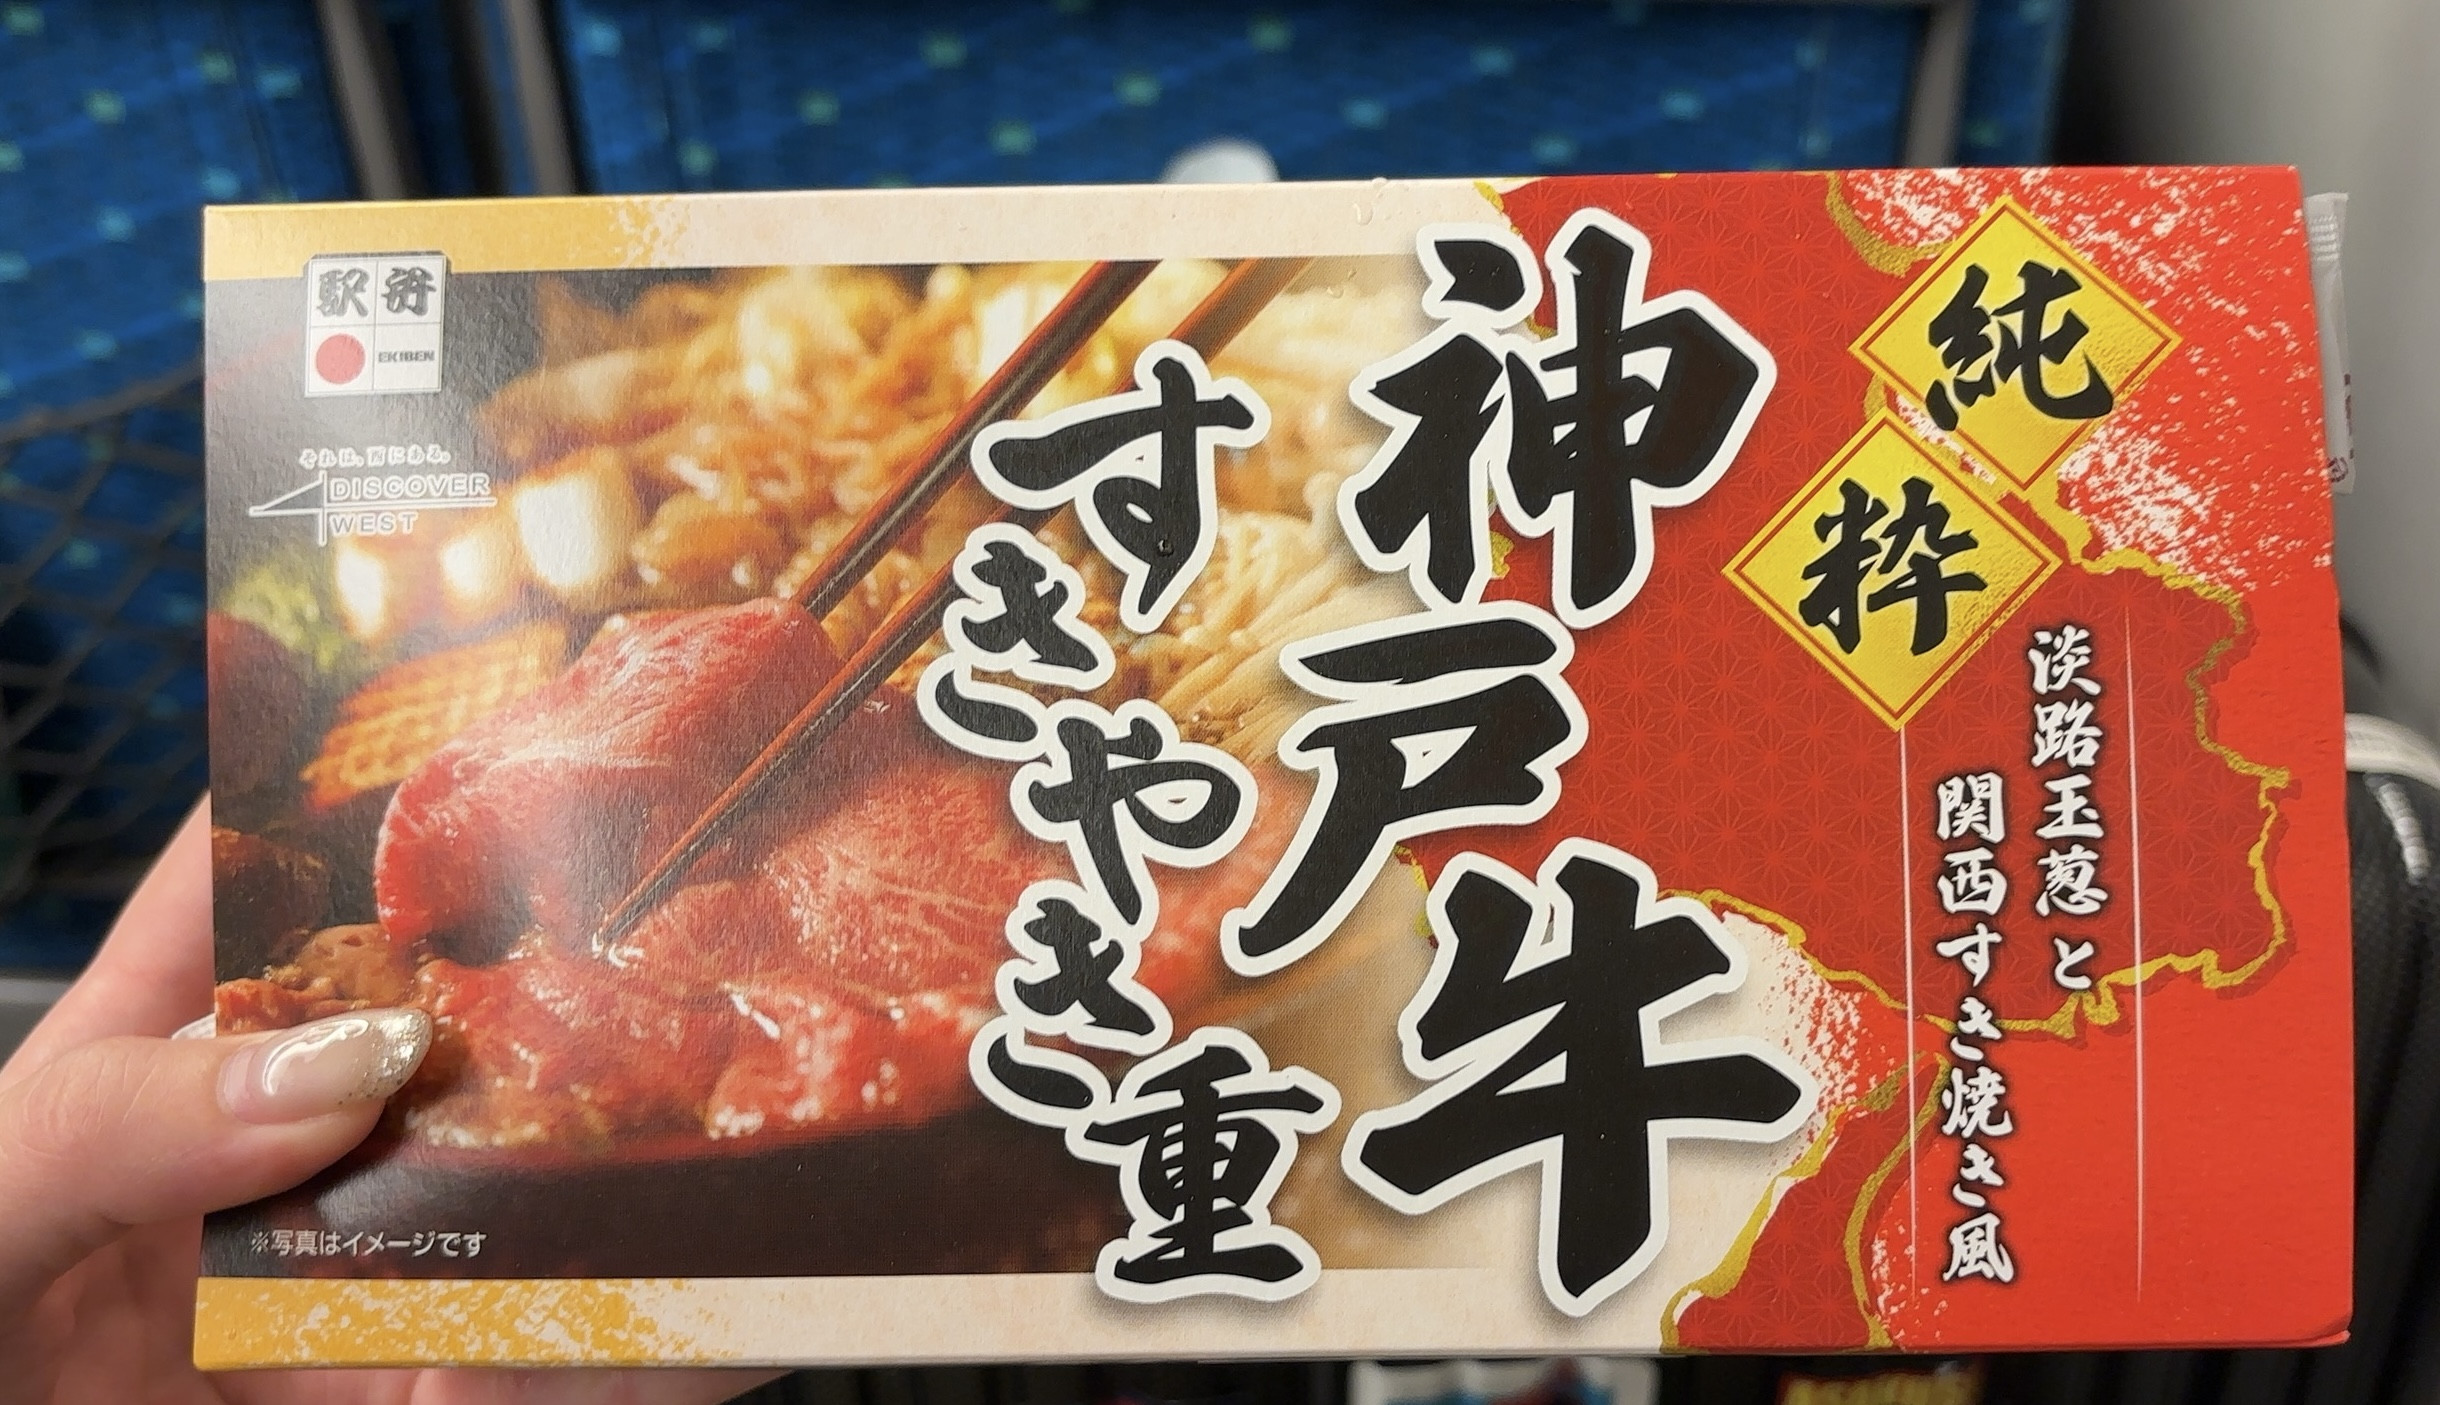 純粋
淡路玉葱と
関西すき焼き風
神戸牛
すきやき重
駅弁
EKIBEN
それは、西にある。
DISCOVER
WEST
※写真はイメージです